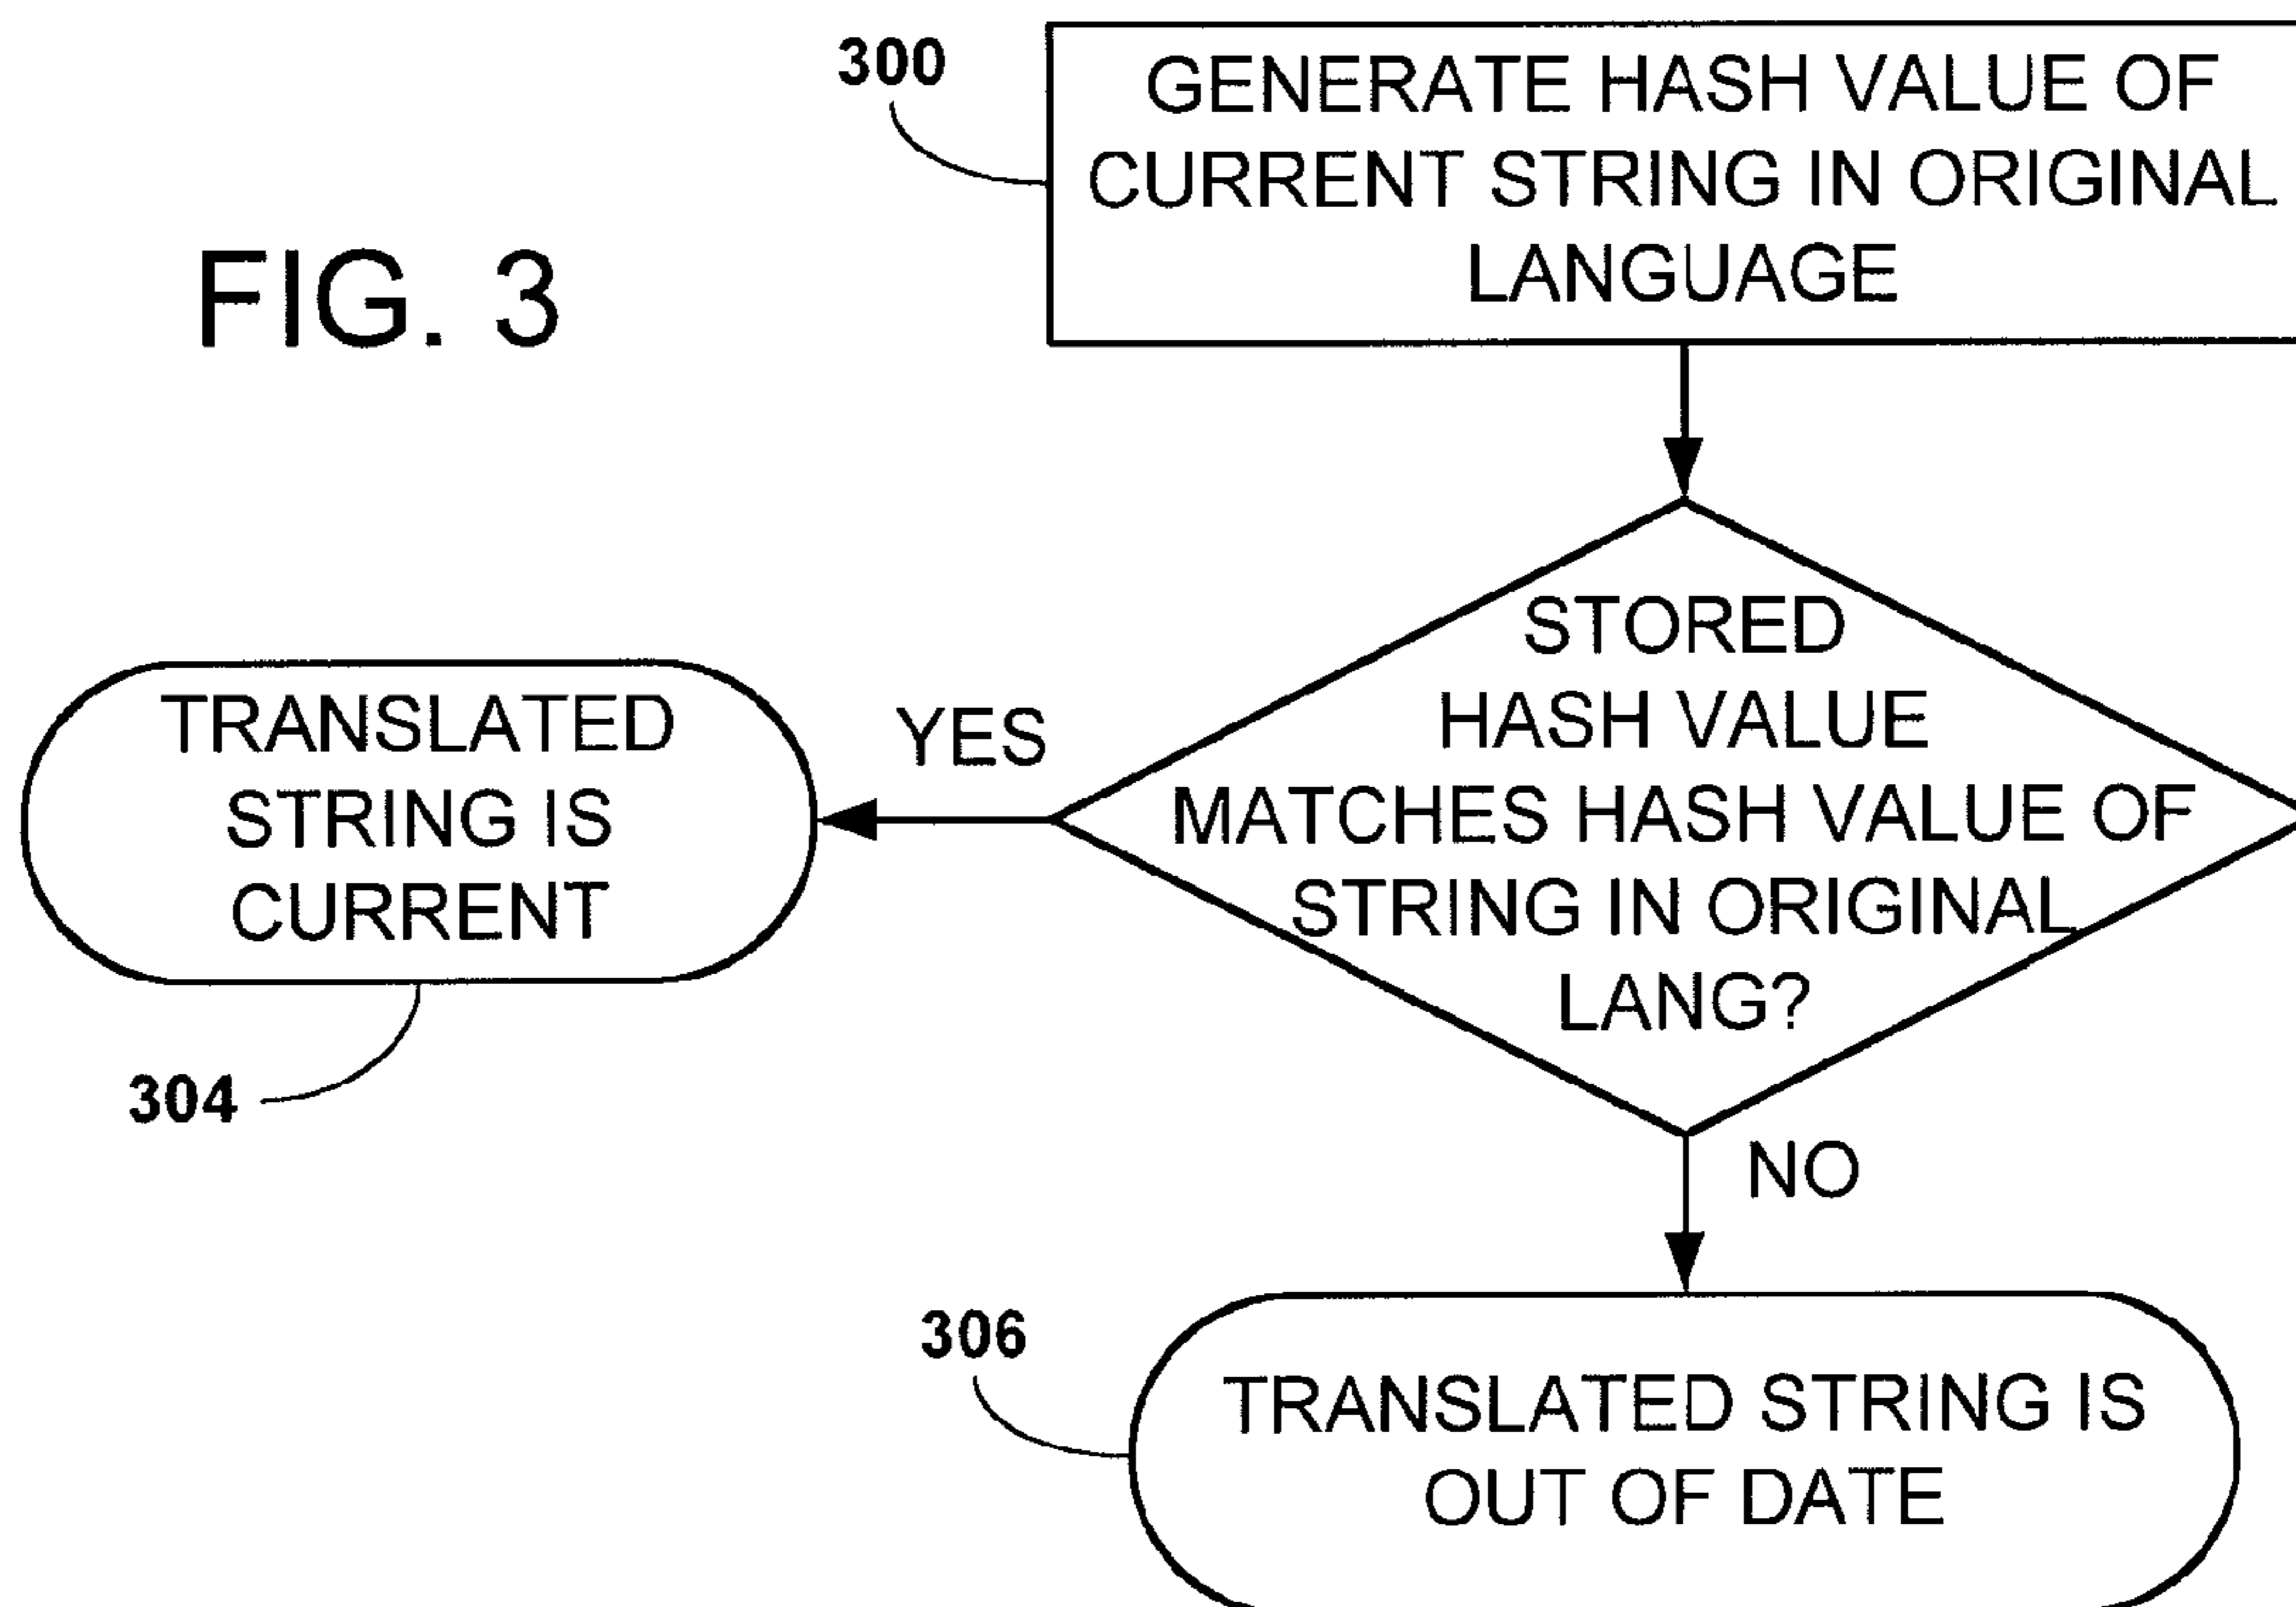 300
GENERATE HASH VALUE OF
CURRENT STRING IN ORIGINAL
LANGUAGE
FIG. 3
STORED
HASH VALUE
MATCHES HASH VALUE OF
STRING IN ORIGINAL
LANG?
YES
TRANSLATED
STRING IS
CURRENT
304
NO
306
TRANSLATED STRING IS
OUT OF DATE